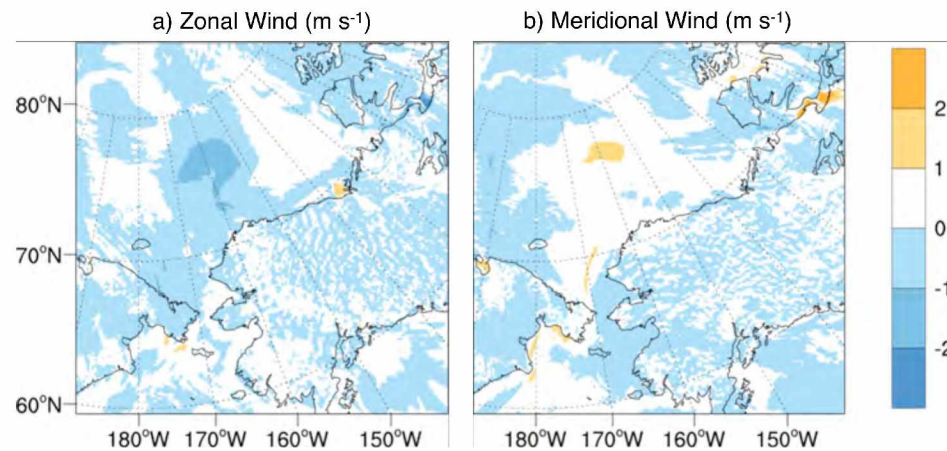 a) Zonal Wind (m s⁻¹)
b) Meridional Wind (m s⁻¹)
80°N
70°N
60°N
180°W 170°W 160°W 150°W
180°W 170°W 160°W 150°W
2
1
0
-1
-2